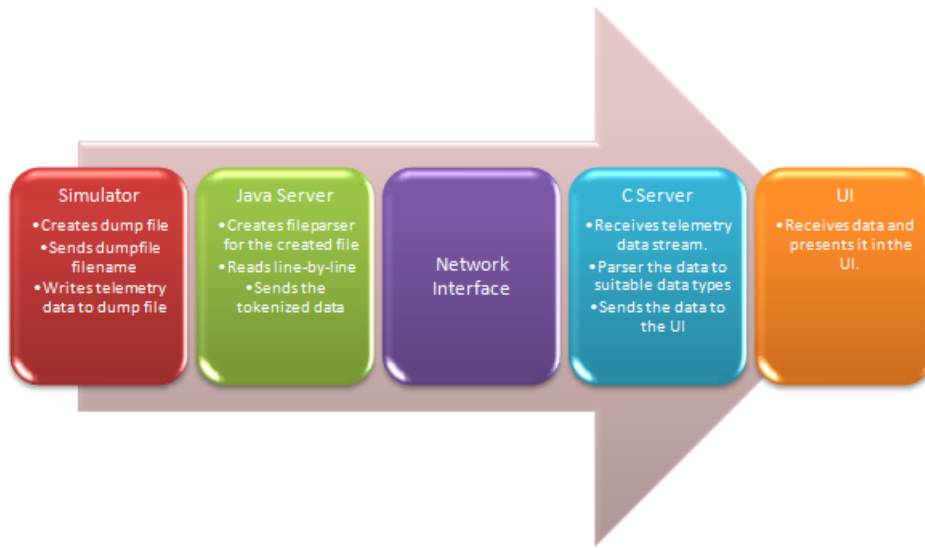 Simulator
•Creates dump file
•Sends dumpfile
filename
•Writes telemetry
data to dump file
Java Server
•Creates fileparser
for the created file
•Reads line-by-line
•Sends the
tokenized data
Network
Interface
C Server
•Receives telemetry
data stream.
•Parser the data to
suitable data types
•Sends the data to
the UI
UI
•Receives data and
presents it in the
UI.